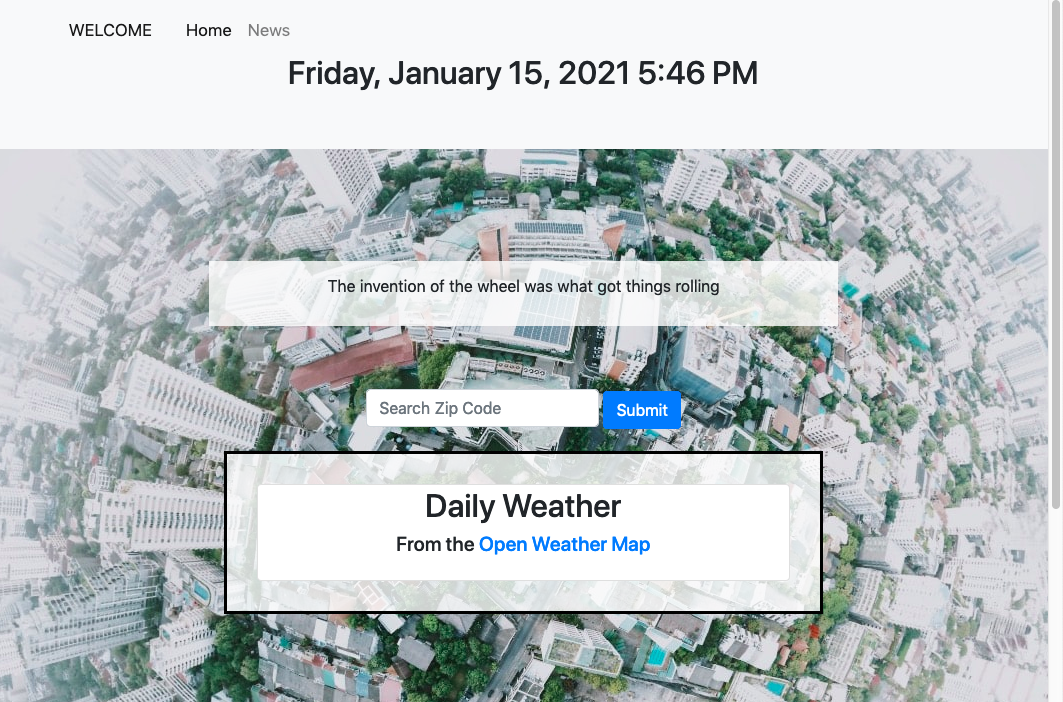 WELCOME Home News
Friday, January 15, 2021 5:46 PM
The invention of the wheel was what got things rolling
Search Zip Code Submit
Daily Weather
From the Open Weather Map